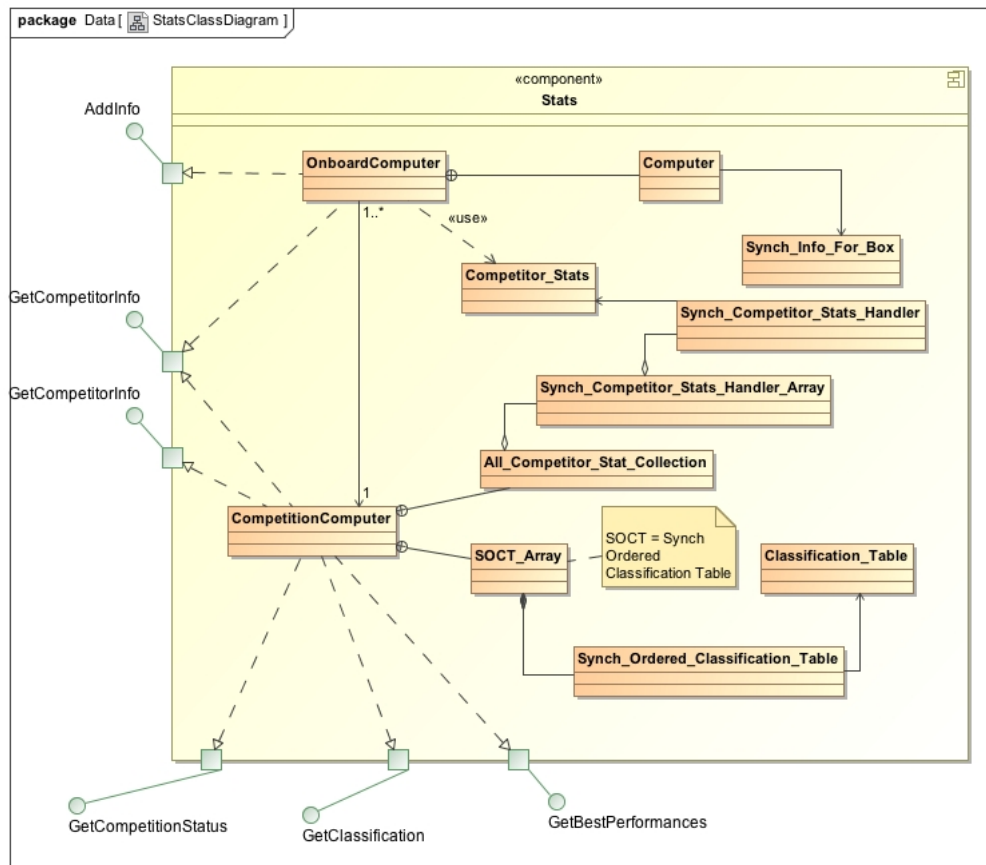 package Data [ StatsClassDiagram ]
«component»
Stats
AddInfo
OnboardComputer
Computer
1..*
«use»
Synch_Info_For_Box
Competitor_Stats
GetCompetitorInfo
Synch_Competitor_Stats_Handler
GetCompetitorInfo
Synch_Competitor_Stats_Handler_Array
All_Competitor_Stat_Collection
1
CompetitionComputer
SOCT = Synch
Ordered
Classification Table
SOCT_Array
Classification_Table
Synch_Ordered_Classification_Table
GetCompetitionStatus
GetClassification
GetBestPerformances